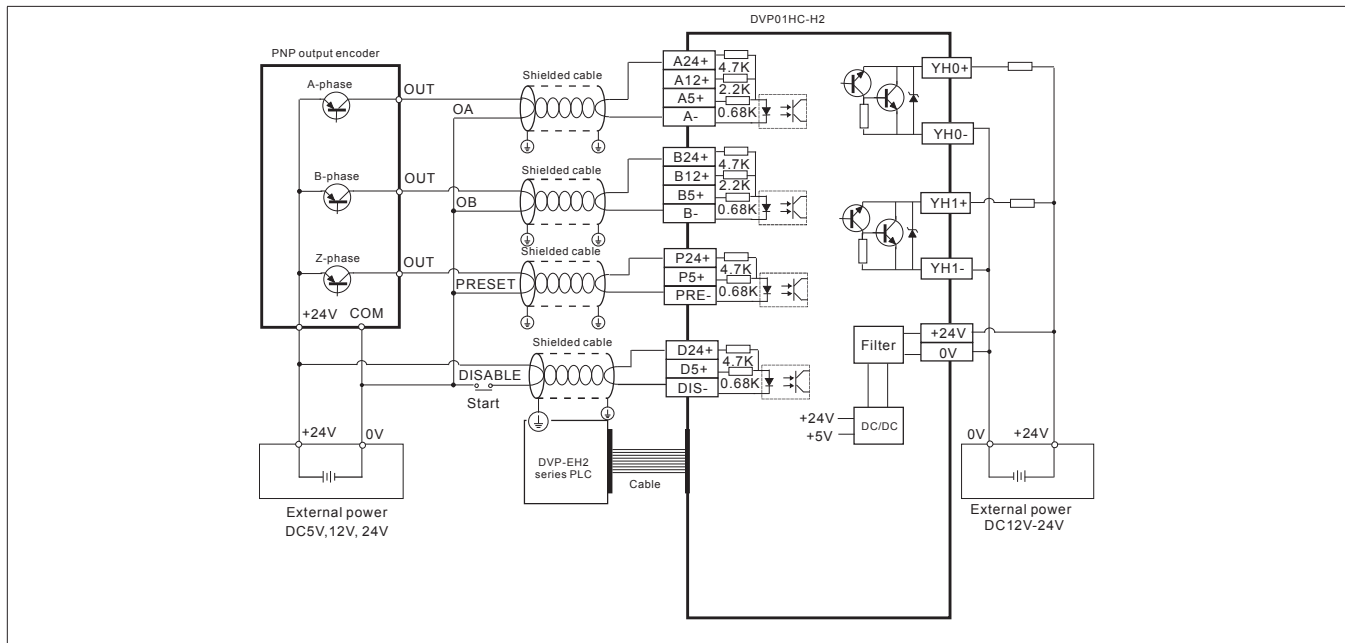 DVP01HC-H2
PNP output encoder
A-phase
OUT
OA
Shielded cable
A24+
4.7K
A12+
2.2K
A5+
0.68K
A-
B-phase
OUT
OB
Shielded cable
B24+
4.7K
B12+
2.2K
B5+
0.68K
B-
Z-phase
OUT
PRESET
Shielded cable
P24+
4.7K
P5+
0.68K
PRE-
+24V
COM
DISABLE
Start
Shielded cable
D24+
4.7K
D5+
0.68K
DIS-
YH0+
YH0-
YH1+
YH1-
+24V
0V
Filter
DC/DC
+24V
+5V
+24V
0V
External power
DC5V,12V, 24V
DVP-EH2
series PLC
Cable
0V
+24V
External power
DC12V-24V